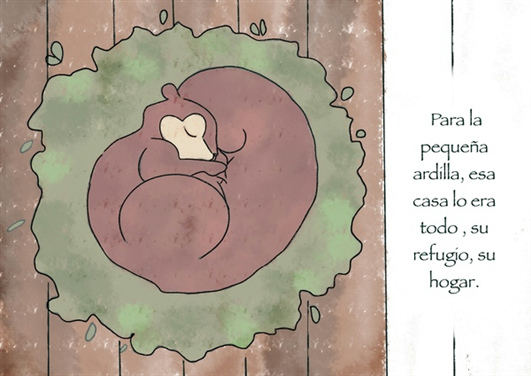 Para la
pequeña
ardilla, esa
casa lo era
todo , su
refugio, su
hogar.